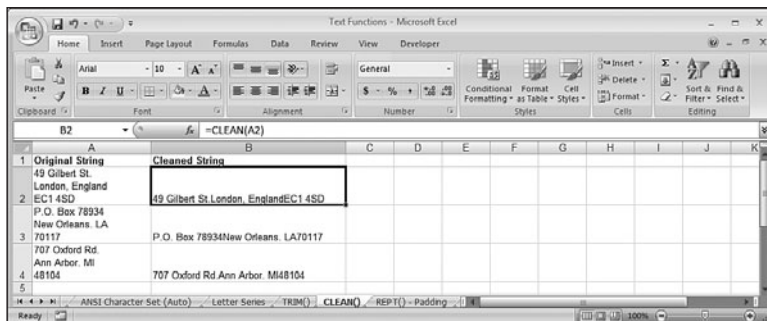 Text Functions - Microsoft Excel
Home Insert Page Layout Formulas Data Review View Developer
Paste
Arial 10 A A
B I U A
General
$ % ,
Conditional Formatting Format as Table Cell Styles
Insert
Delete
Format
Σ
Sort & Filter Find & Select
Clipboard Font Alignment Number Styles Cells Editing
B2 fx =CLEAN(A2)
A B C D E F G H I J K
1 Original String Cleaned String
49 Gilbert St.
London, England
2 EC1 4SD 49 Gilbert St.London, EnglandEC1 4SD
P.O. Box 78934
New Orleans. LA
3 70117 P.O. Box 78934New Orleans. LA70117
707 Oxford Rd.
Ann Arbor. MI
4 48104 707 Oxford Rd.Ann Arbor. MI48104
5
ANSI Character Set (Auto) Letter Series TRIM() CLEAN() REPT() - Padding
Ready 100%